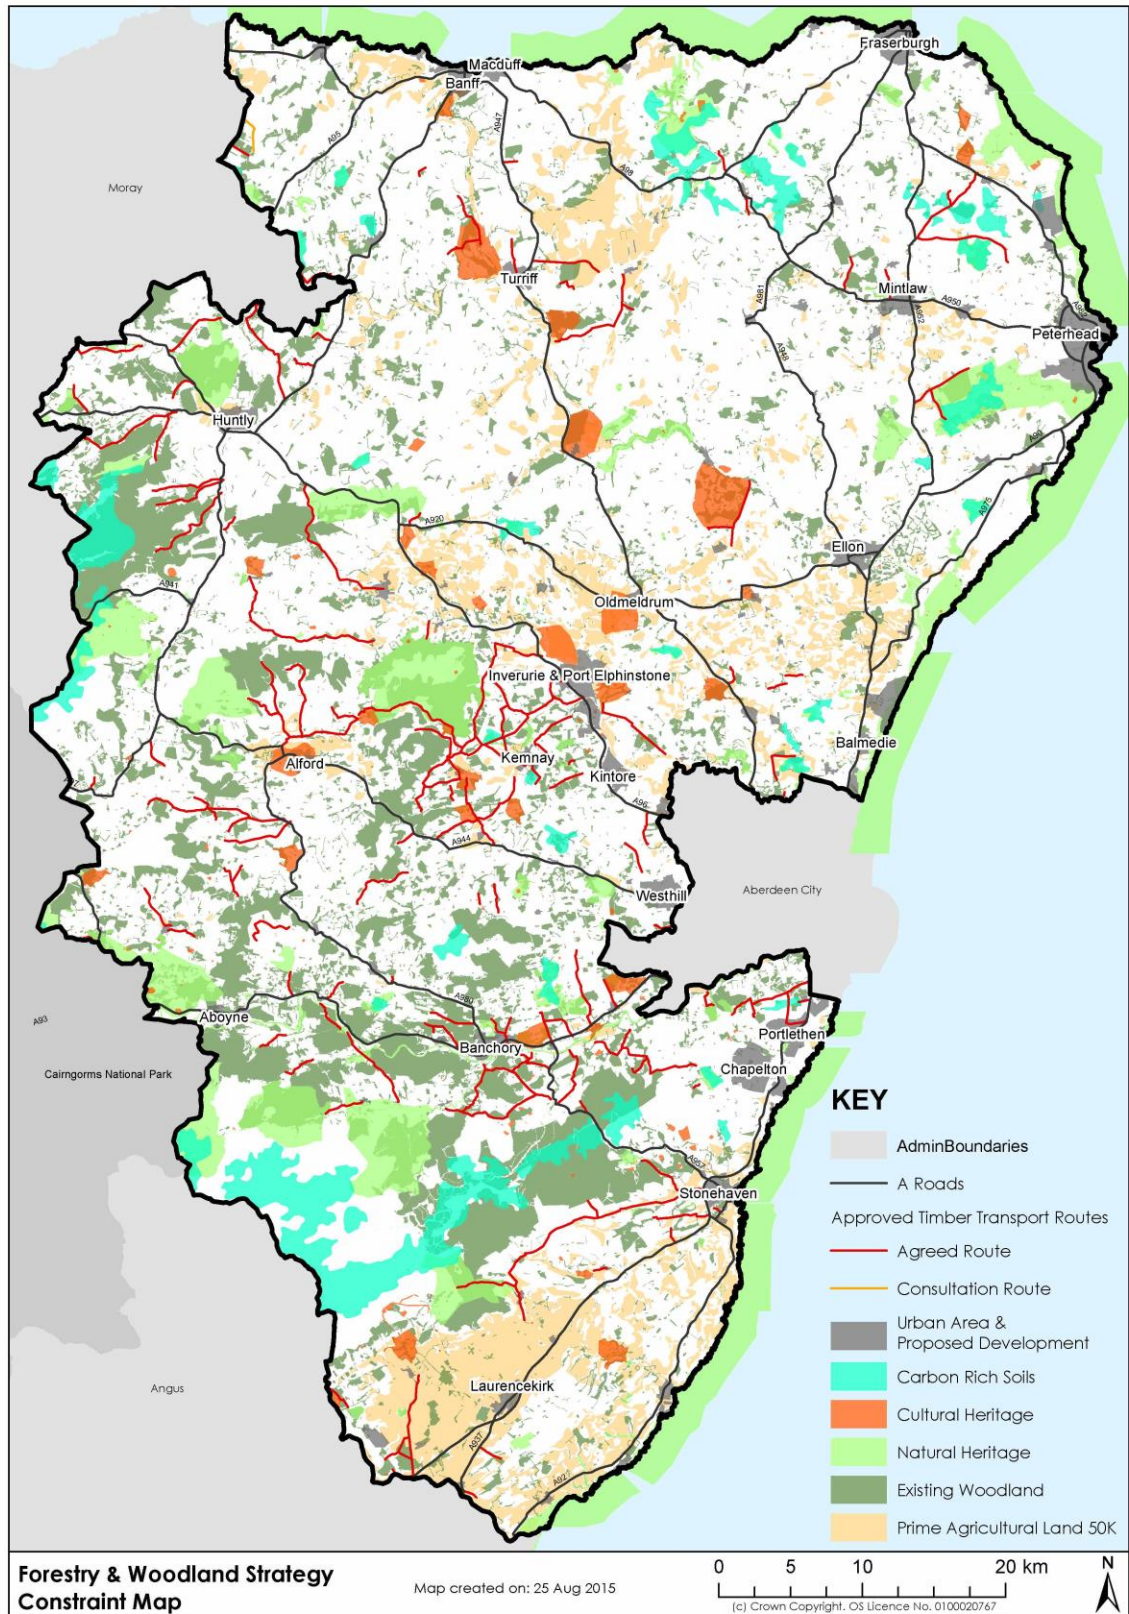 Fraserburgh
Macduff
Banff
A947
A95
A98
Moray
Turriff
A981
Mintlaw
A950
A952
Peterhead
A948
Huntly
A90
A975
A920
Ellon
A941
Oldmeldrum
Inverurie & Port Elphinstone
Balmedie
Kemnay
Alford
Kintore
A96
A944
Westhill
Aberdeen City
A980
Aboyne
A93
Portlethen
Banchory
Chapelton
Cairngorms National Park
A957
Stonehaven
Angus
Laurencekirk
A937
A92
KEY
AdminBoundaries
A Roads
Approved Timber Transport Routes
Agreed Route
Consultation Route
Urban Area &
Proposed Development
Carbon Rich Soils
Cultural Heritage
Natural Heritage
Existing Woodland
Prime Agricultural Land 50K
Forestry & Woodland Strategy
Constraint Map
Map created on: 25 Aug 2015
0 5 10 20 km
(c) Crown Copyright. OS Licence No. 0100020767
N